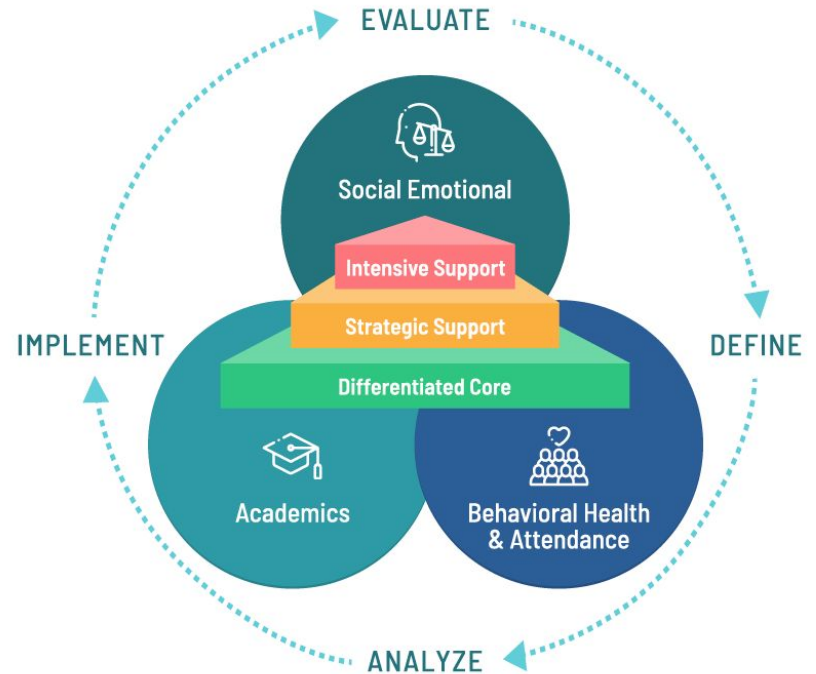 EVALUATE
Social Emotional
Intensive Support
Strategic Support
IMPLEMENT
DEFINE
Differentiated Core
Academics
Behavioral Health
& Attendance
ANALYZE